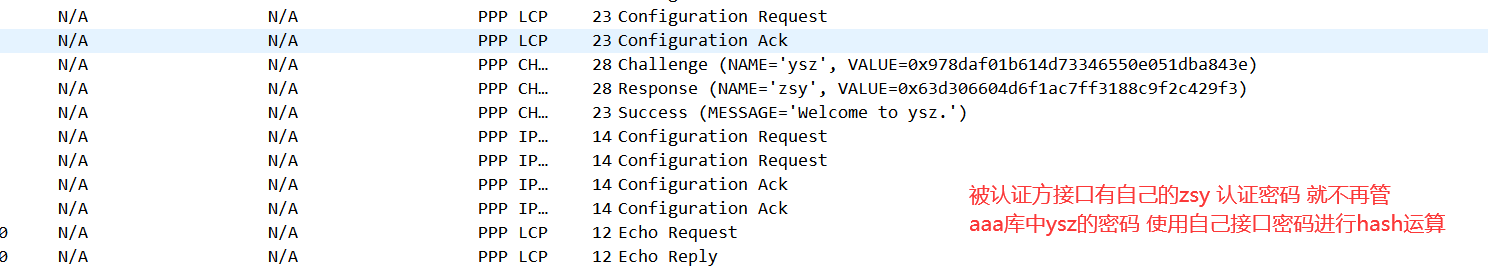 N/A N/A PPP LCP 23 Configuration Request
N/A N/A PPP LCP 23 Configuration Ack
N/A N/A PPP CH… 28 Challenge (NAME='ysz', VALUE=0x978daf01b614d73346550e051dba843e)
N/A N/A PPP CH… 28 Response (NAME='zsy', VALUE=0x63d306604d6f1ac7ff3188c9f2c429f3)
N/A N/A PPP CH… 23 Success (MESSAGE='Welcome to ysz.')
N/A N/A PPP IP… 14 Configuration Request
N/A N/A PPP IP… 14 Configuration Request
N/A N/A PPP IP… 14 Configuration Ack
N/A N/A PPP IP… 14 Configuration Ack
0 N/A N/A PPP LCP 12 Echo Request
0 N/A N/A PPP LCP 12 Echo Reply
被认证方接口有自己的zsy 认证密码 就不再管
aaa库中ysz的密码 使用自己接口密码进行hash运算